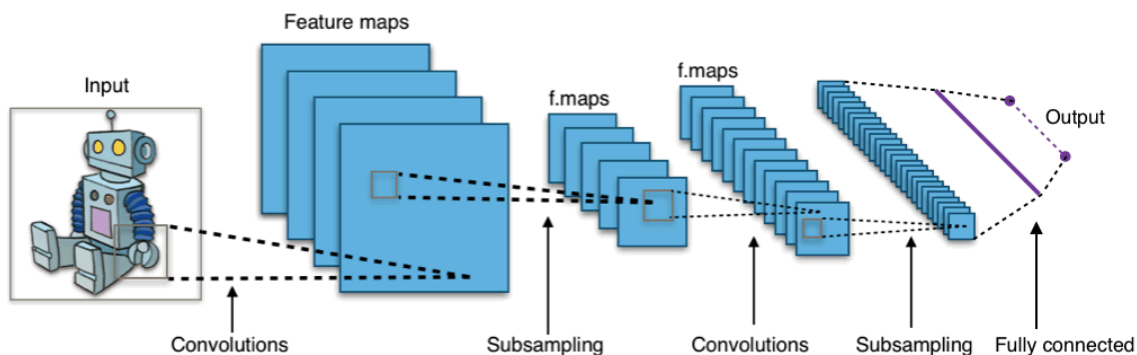 Feature maps
f.maps
Input
f.maps
Output
Convolutions
Subsampling
Convolutions
Subsampling
Fully connected